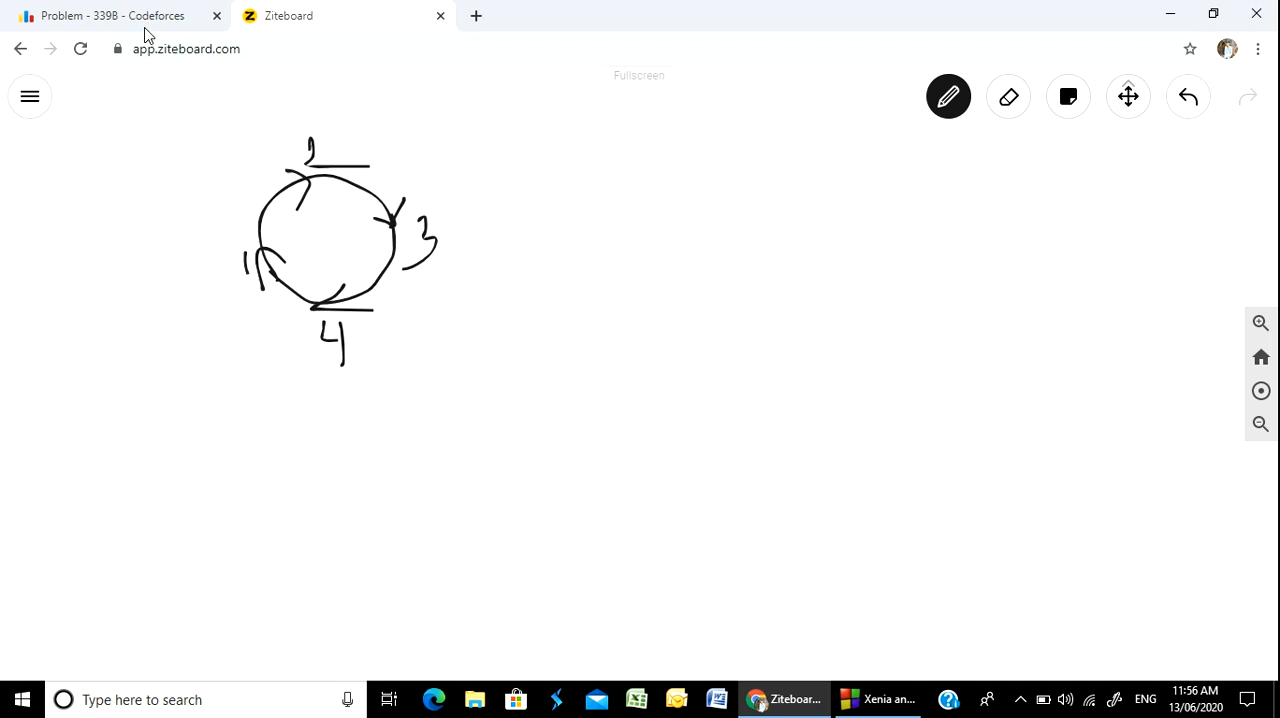 Problem - 339B - Codeforces
Ziteboard
app.ziteboard.com
Fullscreen
3
1
4
Type here to search
Ziteboar...
Xenia an...
ENG
11:56 AM
13/06/2020